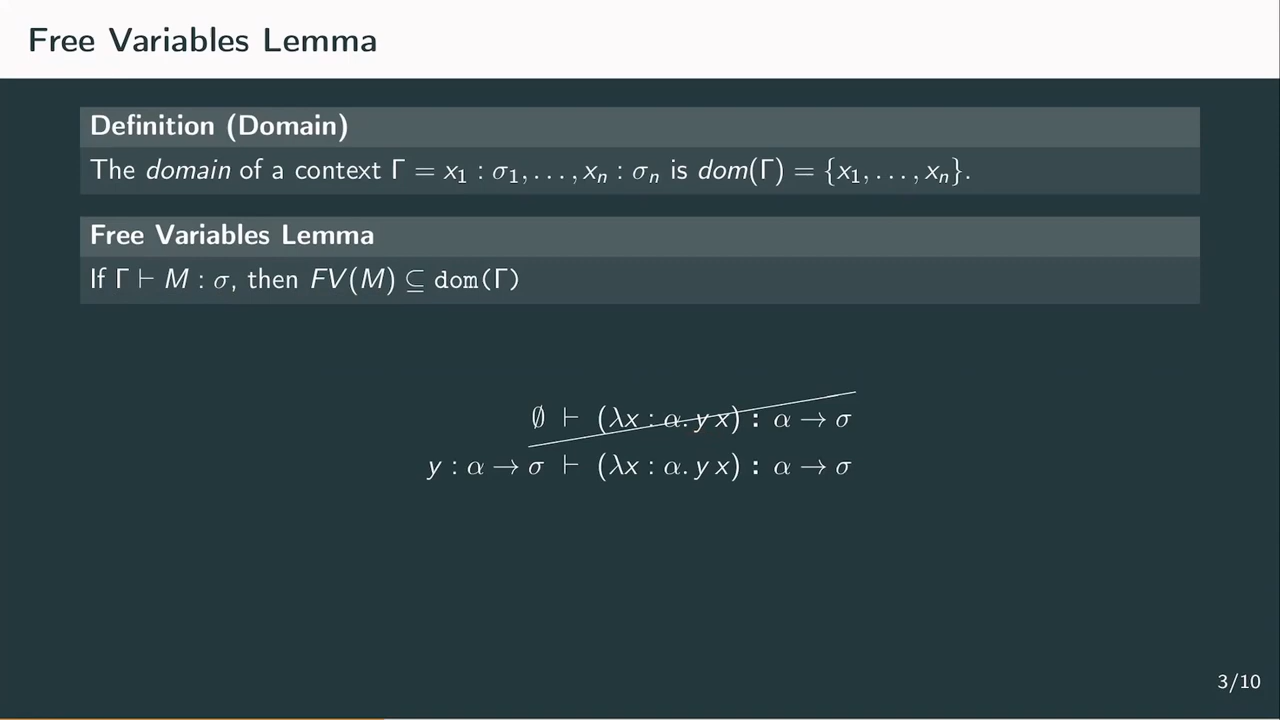 Free Variables Lemma
Definition (Domain)
The domain of a context Γ = x₁ : σ₁, . . . , xₙ : σₙ is dom(Γ) = {x₁, . . . , xₙ}.
Free Variables Lemma
If Γ ⊢ M : σ, then FV(M) ⊆ dom(Γ)
∅ ⊢ (λx : α. y x) : α → σ
y : α → σ ⊢ (λx : α. y x) : α → σ
3/10